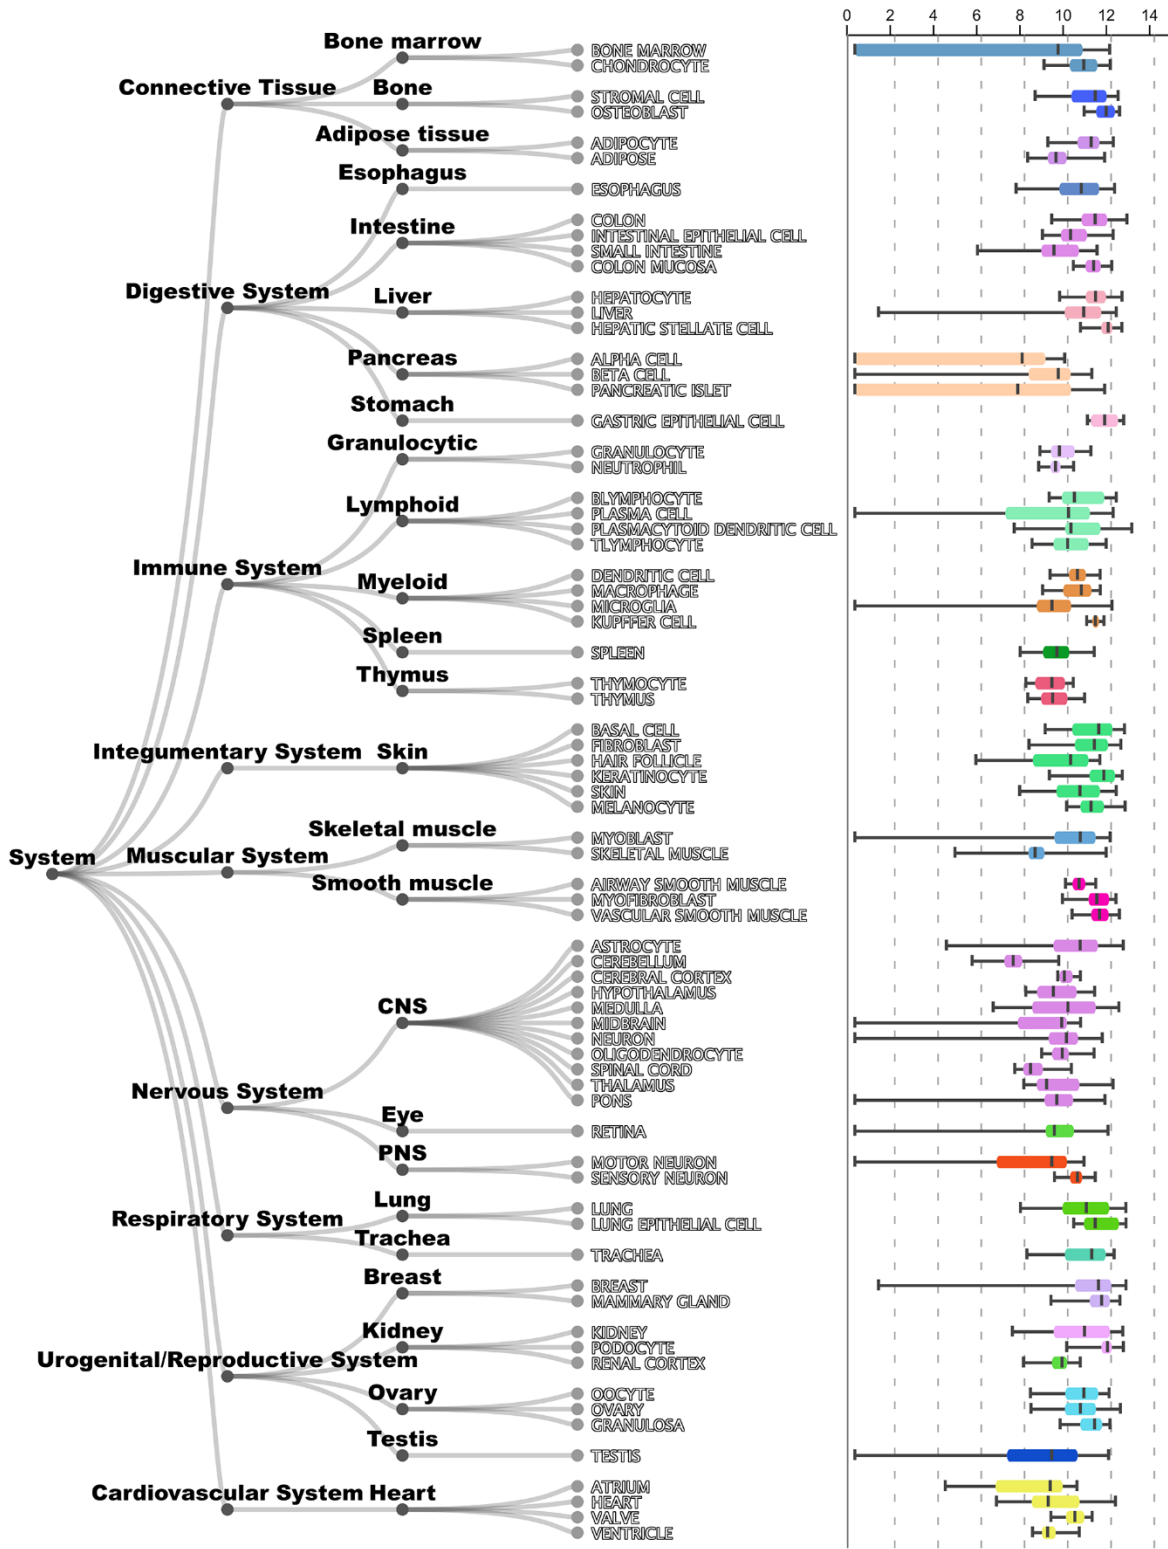 0 2 4 6 8 10 12 14
Bone marrow
BONE MARROW
CHONDROCYTE
Connective Tissue
Bone
STROMAL CELL
OSTEOBLAST
Adipose tissue
ADIPOCYTE
ADIPOSE
Esophagus
ESOPHAGUS
Intestine
COLON
INTESTINAL EPITHELIAL CELL
SMALL INTESTINE
COLON MUCOSA
Digestive System
Liver
HEPATOCYTE
LIVER
HEPATIC STELLATE CELL
Pancreas
ALPHA CELL
BETA CELL
PANCREATIC ISLET
Stomach
GASTRIC EPITHELIAL CELL
Granulocytic
GRANULOCYTE
NEUTROPHIL
Lymphoid
BLYMPHOCYTE
PLASMA CELL
PLASMACYTOID DENDRITIC CELL
TLYMPHOCYTE
Immune System
Myeloid
DENDRITIC CELL
MACROPHAGE
MICROGLIA
KUPFFER CELL
Spleen
SPLEEN
Thymus
THYMOCYTE
THYMUS
Integumentary System
Skin
BASAL CELL
FIBROBLAST
HAIR FOLLICLE
KERATINOCYTE
SKIN
MELANOCYTE
System
Muscular System
Skeletal muscle
MYOBLAST
SKELETAL MUSCLE
Smooth muscle
AIRWAY SMOOTH MUSCLE
MYOFIBROBLAST
VASCULAR SMOOTH MUSCLE
CNS
ASTROCYTE
CEREBELLUM
CEREBRAL CORTEX
HYPOTHALAMUS
MEDULLA
MIDBRAIN
NEURON
OLIGODENDROCYTE
SPINAL CORD
THALAMUS
PONS
Nervous System
Eye
RETINA
PNS
MOTOR NEURON
SENSORY NEURON
Respiratory System
Lung
LUNG
LUNG EPITHELIAL CELL
Trachea
TRACHEA
Breast
BREAST
MAMMARY GLAND
Kidney
KIDNEY
PODOCYTE
RENAL CORTEX
Urogenital/Reproductive System
Ovary
OOCYTE
OVARY
GRANULOSA
Testis
TESTIS
Cardiovascular System
Heart
ATRIUM
HEART
VALVE
VENTRICLE